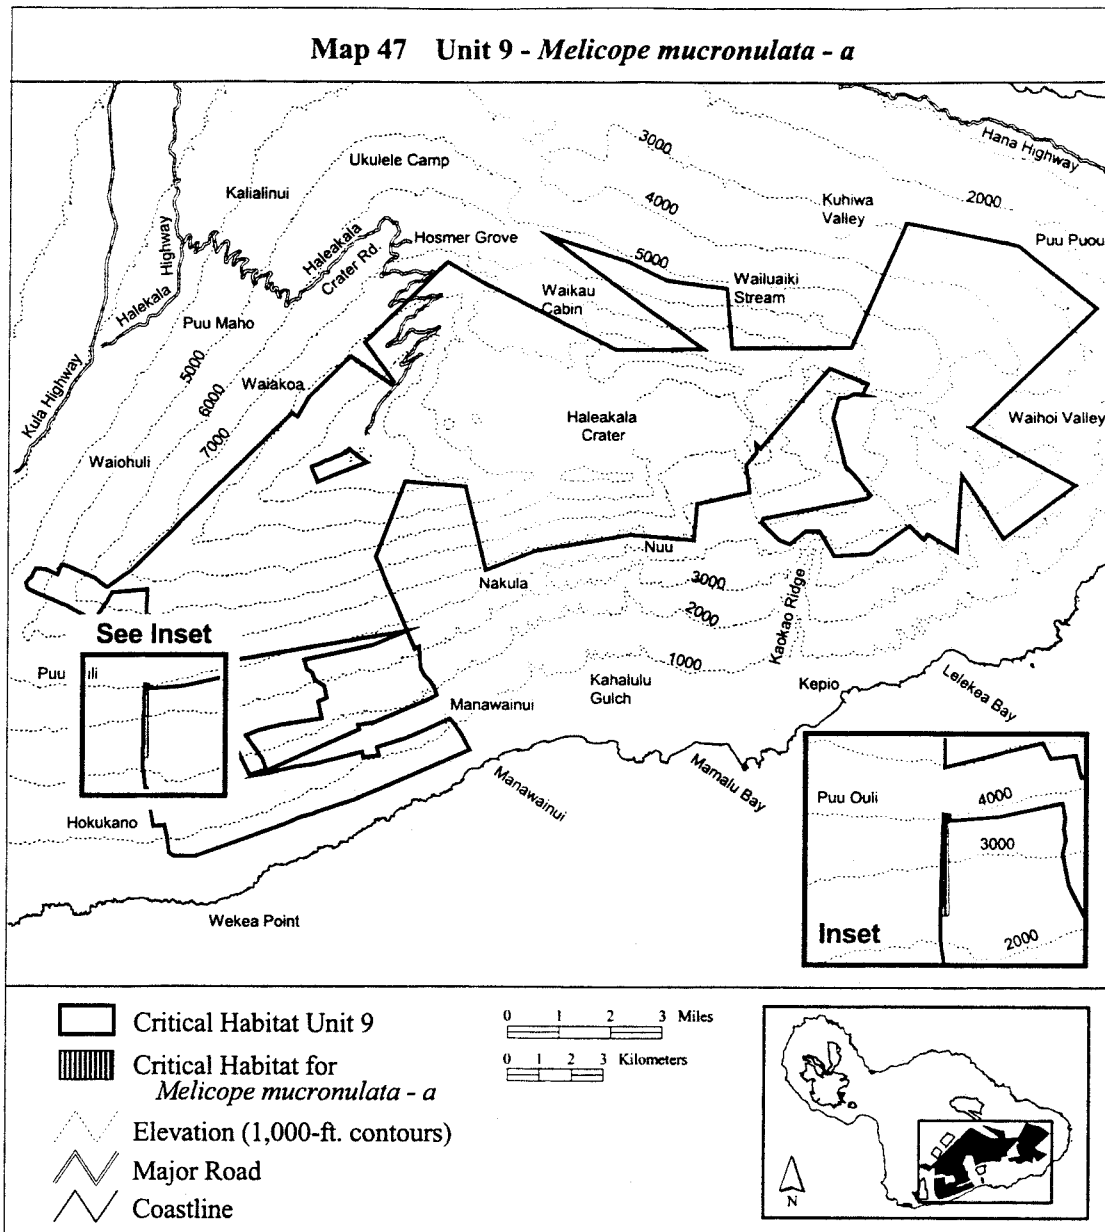 Map 47 Unit 9 - Melicope mucronulata - a
Hana Highway
3000
Ukulele Camp
Kalialinui
4000
2000
Kuhiwa
Valley
Highway
Haleakala
Crater Rd.
Hosmer Grove
Puu Puou
5000
Waikau
Cabin
Wailuaiki
Stream
Halekala
Puu Maho
5000
6000
7000
Waiakoa
Kula Highway
Haleakala
Crater
Waihoi Valley
Waiohuli
Nuu
Nakula
3000
2000
1000
Kaokao Ridge
See Inset
Puu
Kahalulu
Gulch
Kepio
Lelekea Bay
Manawainui
Mamalu Bay
Manawainui
Hokukano
Wekea Point
Puu Ouli
4000
3000
2000
Inset
Critical Habitat Unit 9
Critical Habitat for
Melicope mucronulata - a
Elevation (1,000-ft. contours)
Major Road
Coastline
0 1 2 3 Miles
0 1 2 3 Kilometers
N